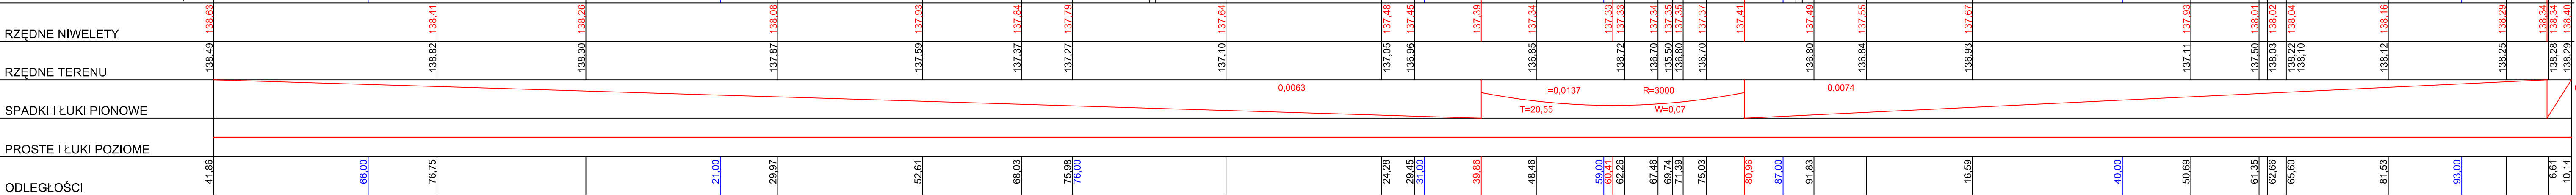 RZĘDNE NIWELETY
138.63 138.41 138.26 138.08 137.93 137.84 137.79 137.64 137,48 137.45 137.39 137.34 137.33 137.33 137.34 137.35 137.35 137.37 137.41 137.49 137.55 137.67 137.93 138.01 138,02 138,04 138.16 138.29 138.34 138.34 138.40
RZĘDNE TERENU
138.49 138.82 138.30 137.87 137.59 137.37 137.27 137.10 137,05 136.96 136.85 136.72 136.70 135.50 136.80 136.70 136.80 136.84 136.93 137.11 137.50 138,03 138.22 138,10 138.12 138.25 138,28 138.29
SPADKI I ŁUKI PIONOWE
0,0063 i=0,0137 R=3000 0,0074
T=20,55 W=0,07
PROSTE I ŁUKI POZIOME
ODLEGŁOŚCI
41,86 66,00 76,75 21,00 29,97 52,61 68,03 75,98 76,00 24,28 29,45 31,00 39,86 48,46 59,00 60,41 62,26 67,46 69,74 71,39 75,03 80,96 87,00 91,83 16,59 40,00 50,69 61,35 62,66 65,60 81,53 93,00 6,61 10,14